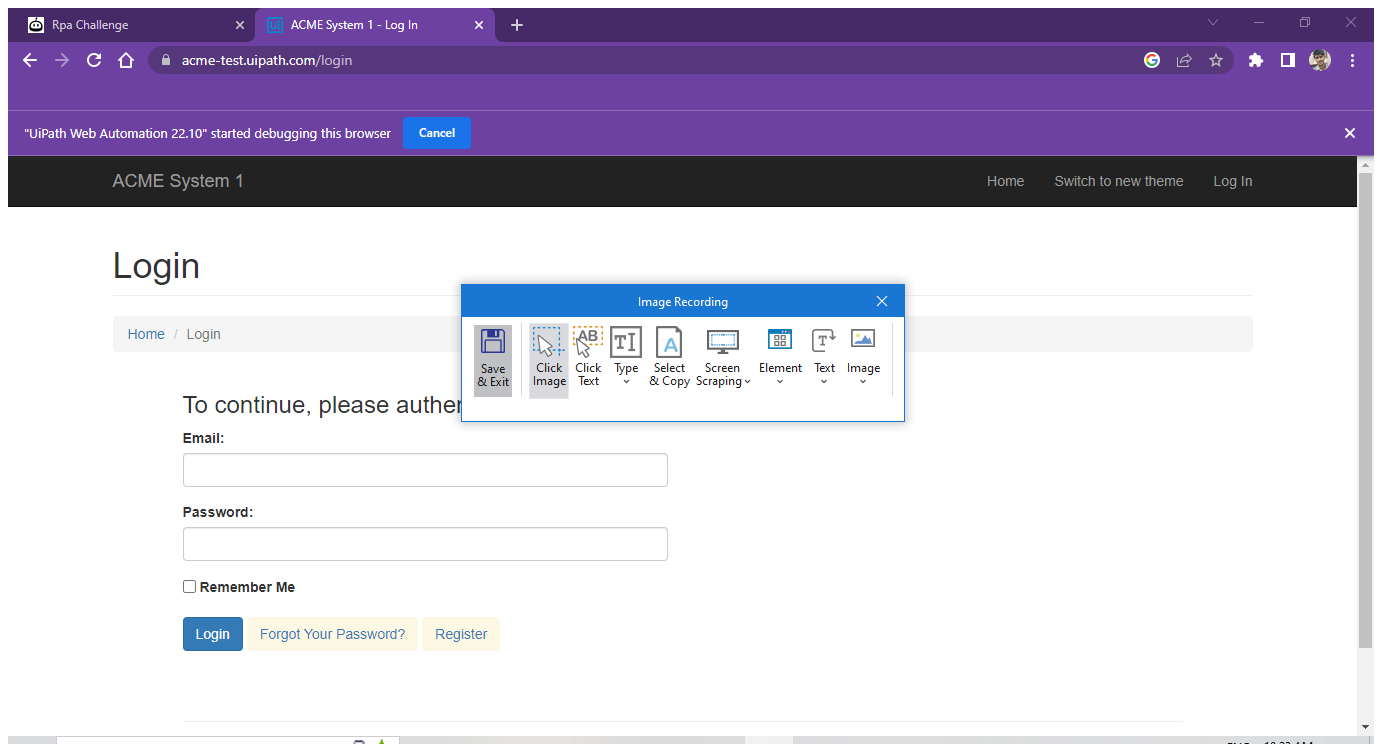 Rpa Challenge
ACME System 1 - Log In
acme-test.uipath.com/login
"UiPath Web Automation 22.10" started debugging this browser
Cancel
ACME System 1
Home
Switch to new theme
Log In
Login
Home / Login
Image Recording
Save & Exit
Click Image
AB
Click Text
TI
Type
A
Select & Copy
Screen Scraping
Element
T
Text
Image
To continue, please
Email:
Password:
Remember Me
Login
Forgot Your Password?
Register